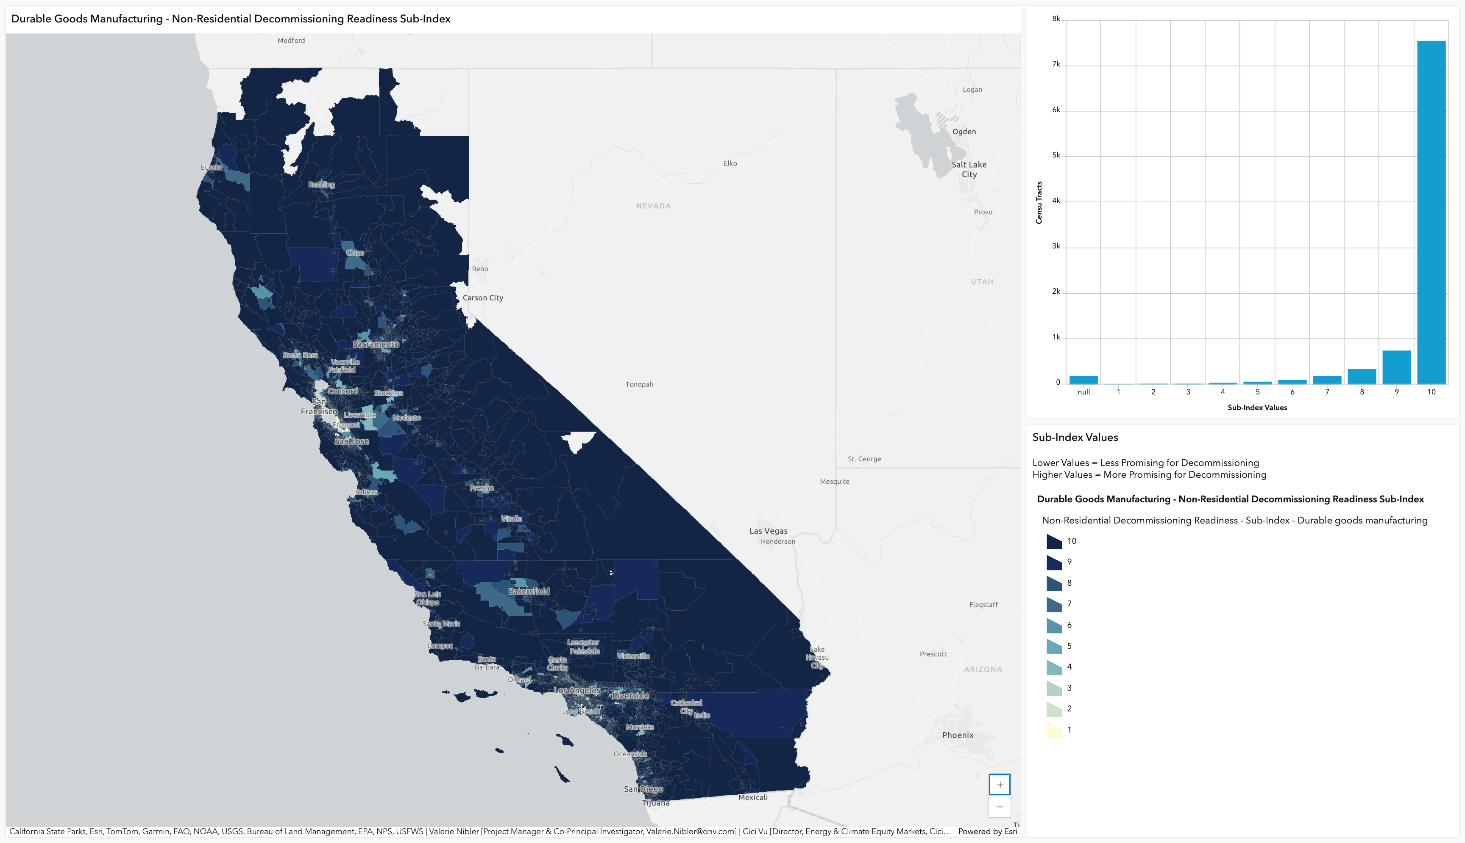 Durable Goods Manufacturing - Non-Residential Decommissioning Readiness Sub-Index
Medford
Logan
Ogden
Salt Lake
City
Provo
Elko
NEVADA
UTAH
Eureka
Redding
Chico
Reno
Carson City
Sacramento
Santa Rosa
Vacaville
Fairfield
Concord
Stockton
San
Francisco
Livermore
Modesto
Fremont
San Jose
Tonopah
Salinas
Fresno
Visalia
St. George
Mesquite
Las Vegas
Henderson
Bakersfield
San Luis
Obispo
Santa Maria
Lompoc
Santa
Barbara
Lancaster
Palmdale
Santa
Clarita
Victorville
Oxnard
Los Angeles
Riverside
Long Beach
Cathedral
City
Indio
Murrieta
Oceanside
San Diego
Tijuana
Mexicali
Lake
Havasu
City
Flagstaff
Prescott
ARIZONA
Phoenix
+
−
California State Parks, Esri, TomTom, Garmin, FAO, NOAA, USGS, Bureau of Land Management, EPA, NPS, USFWS | Valerie Nibler [Project Manager & Co-Principal Investigator, Valerie.Nibler@dnv.com] | Cici Vu [Director, Energy & Climate Equity Markets, Cici...
Powered by Esri
8k
7k
6k
5k
4k
3k
2k
1k
0
Censu Tracts
null 1 2 3 4 5 6 7 8 9 10
Sub-Index Values
Sub-Index Values
Lower Values = Less Promising for Decommissioning
Higher Values = More Promising for Decommissioning
Durable Goods Manufacturing - Non-Residential Decommissioning Readiness Sub-Index
Non-Residential Decommissioning Readiness - Sub-Index - Durable goods manufacturing
10
9
8
7
6
5
4
3
2
1